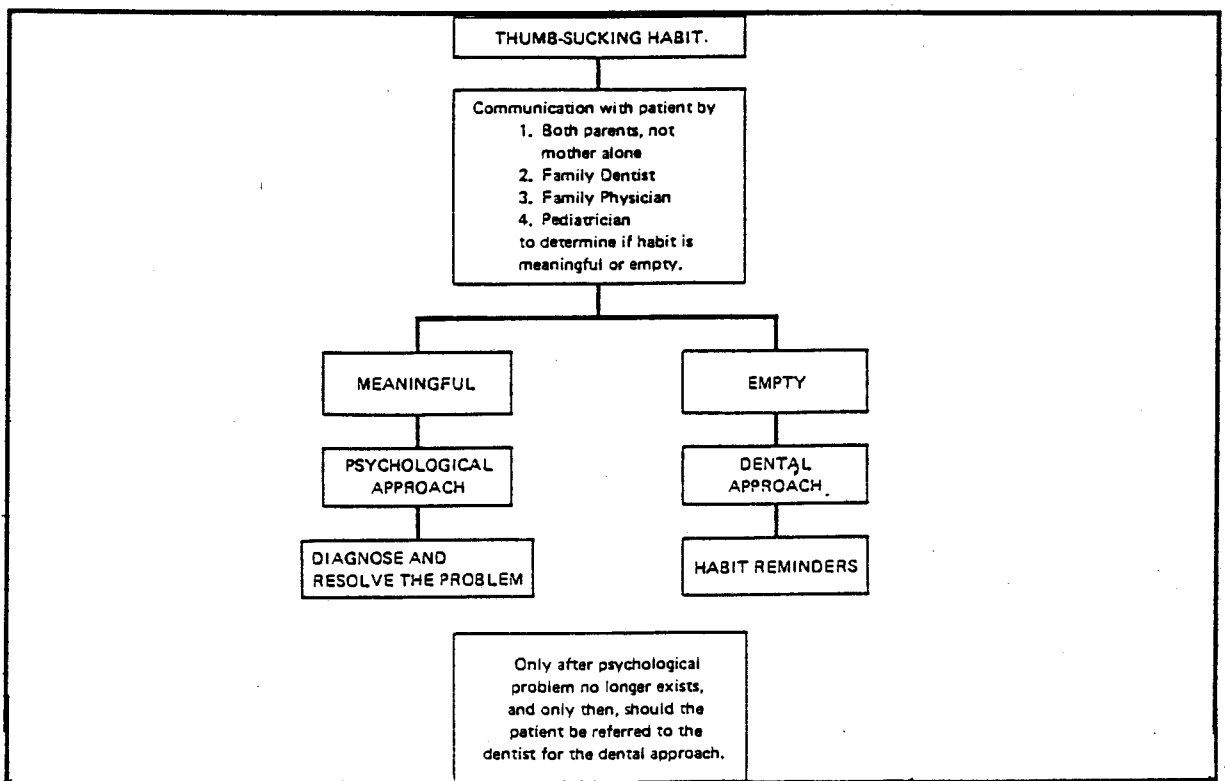 THUMB-SUCKING HABIT.
Communication with patient by
1. Both parents, not
mother alone
2. Family Dentist
3. Family Physician
4. Pediatrician
to determine if habit is
meaningful or empty.
MEANINGFUL
EMPTY
PSYCHOLOGICAL
APPROACH
DENTAL
APPROACH
DIAGNOSE AND
RESOLVE THE PROBLEM
HABIT REMINDERS
Only after psychological
problem no longer exists,
and only then, should the
patient be referred to the
dentist for the dental approach.